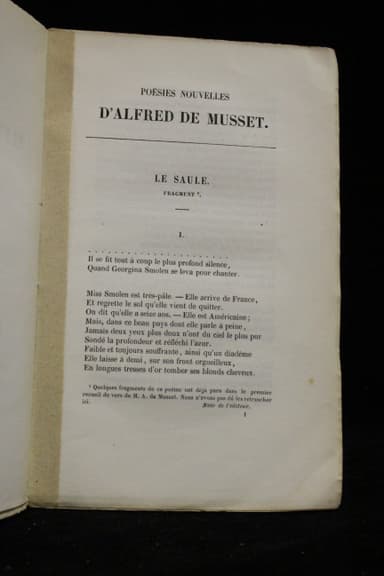 POÉSIES NOUVELLES
D'ALFRED DE MUSSET.
LE SAULE.
FRAGMENT ¹.
I.
. . . . . . . . . . . . . . . . . . . . . .
Il se fit tout à coup le plus profond silence,
Quand Georgina Smolen se leva pour chanter.
Miss Smolen est très-pâle. — Elle arrive de France,
Et regrette le sol qu'elle vient de quitter.
On dit qu'elle a seize ans. — Elle est Américaine;
Mais, dans ce beau pays dont elle parle à peine,
Jamais deux yeux plus doux n'ont du ciel le plus pur
Sondé la profondeur et réfléchi l'azur.
Faible et toujours souffrante, ainsi qu'un diadème
Elle laisse à demi, sur son front orgueilleux,
En longues tresses d'or tomber ses blonds cheveux.
¹ Quelques fragments de ce poème ont déjà paru dans le premier
recueil de vers de M. A. de Musset. Nous n'avons pas dû les retrancher
ici.
Note de l'éditeur.
1